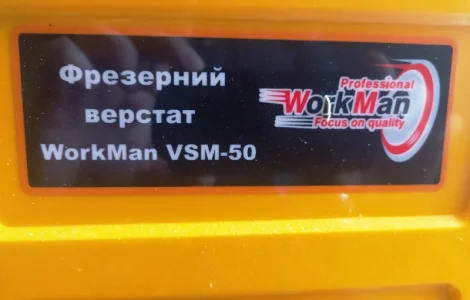 Фрезерний
верстат
WorkMan VSM-50
Professional
WorkMan
Focus on quality